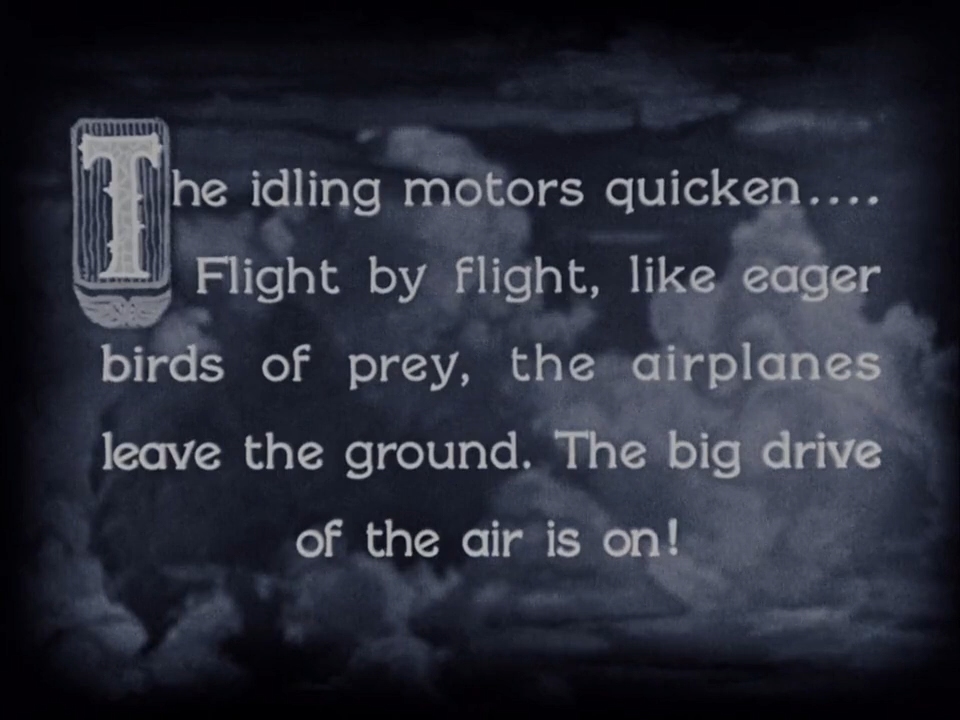 The idling motors quicken....
Flight by flight, like eager
birds of prey, the airplanes
leave the ground. The big drive
of the air is on!